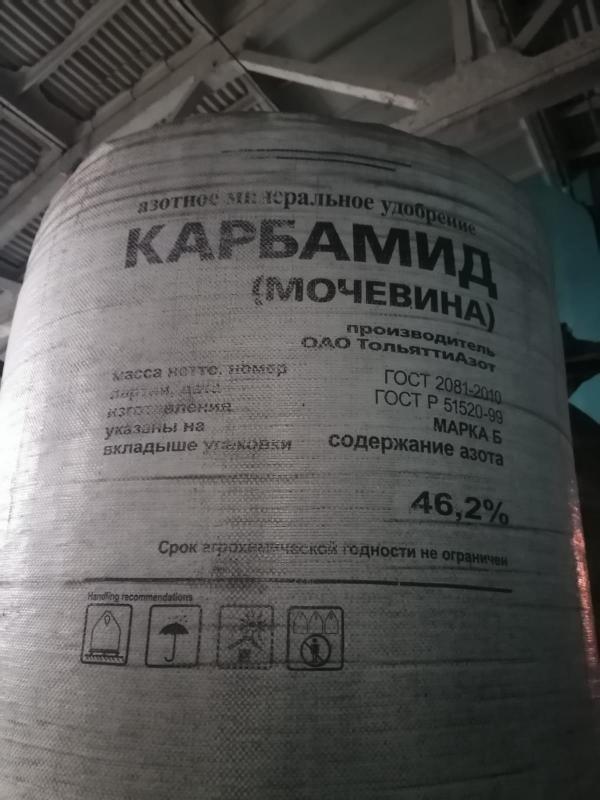 азотное минеральное удобрение
КАРБАМИД
(МОЧЕВИНА)
производитель
ОАО ТольяттиАзот
масса нетто, номер
партии, дата
изготовления
указаны на
вкладыше упаковки
ГОСТ 2081-2010
ГОСТ Р 51520-99
МАРКА Б
содержание азота
46,2%
Срок агрохимической годности не ограничен
Handling recommendations